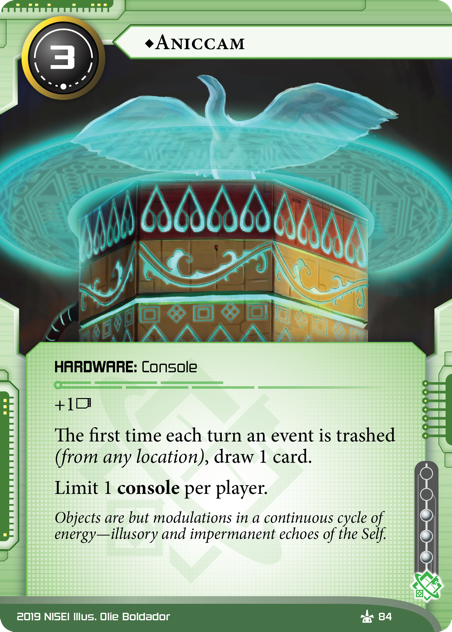 3
♦Aniccam
HARDWARE: Console
+1
The first time each turn an event is trashed
(from any location), draw 1 card.
Limit 1 console per player.
Objects are but modulations in a continuous cycle of
energy—illusory and impermanent echoes of the Self.
2019 NISEI Illus. Olie Boldador 84